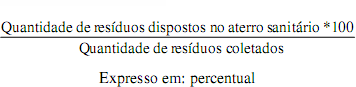 Quantidade de resíduos dispostos no aterro sanitário *100
Quantidade de resíduos coletados
Expresso em: percentual